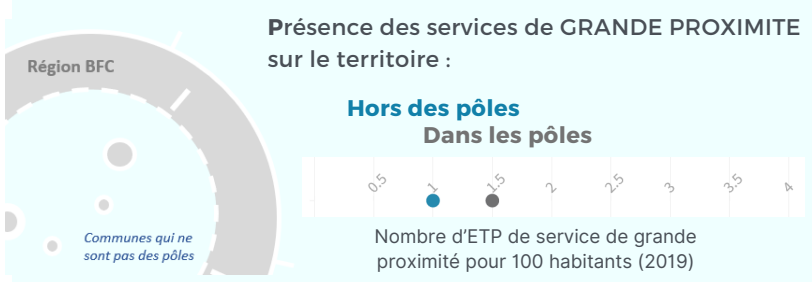 Présence des services de GRANDE PROXIMITE
sur le territoire :
Région BFC
Hors des pôles
Dans les pôles
0.5 1 1.5 2 2.5 3 3.5 4
Communes qui ne
sont pas des pôles
Nombre d’ETP de service de grande
proximité pour 100 habitants (2019)